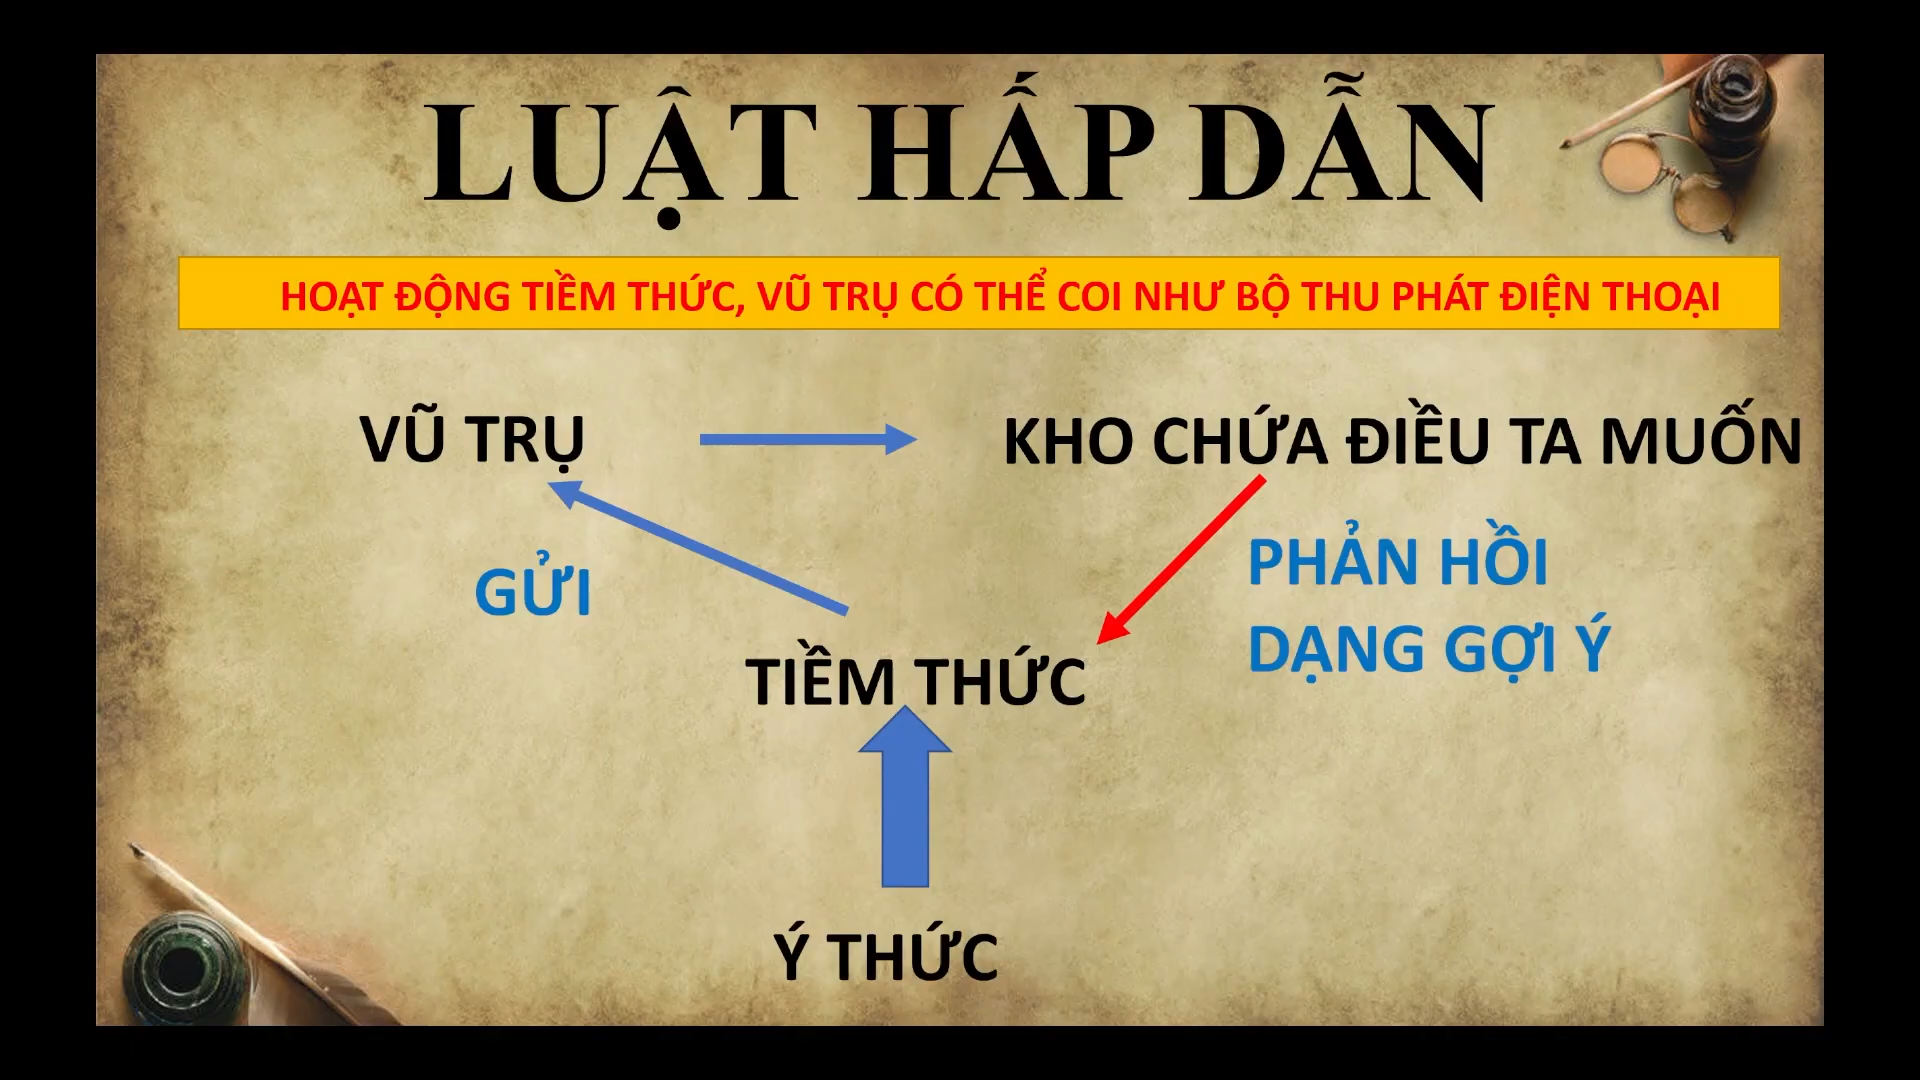 LUẬT HẤP DẪN
HOẠT ĐỘNG TIỀM THỨC, VŨ TRỤ CÓ THỂ COI NHƯ BỘ THU PHÁT ĐIỆN THOẠI
VŨ TRỤ
KHO CHỨA ĐIỀU TA MUỐN
GỬI
PHẢN HỒI
DẠNG GỢI Ý
TIỀM THỨC
Ý THỨC